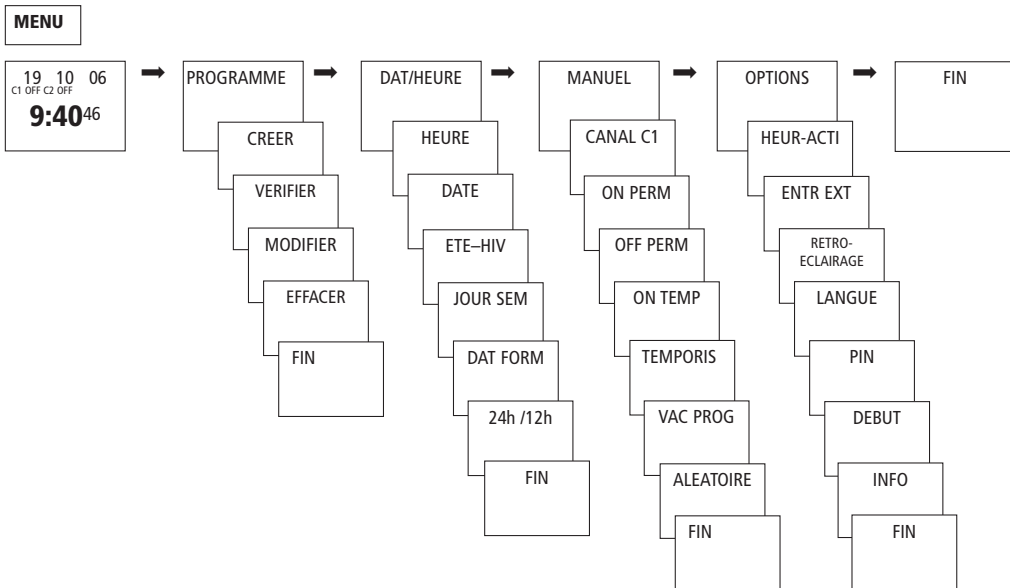 MENU
19 10 06
C1 OFF C2 OFF
9:40 46
PROGRAMME
CREER
VERIFIER
MODIFIER
EFFACER
FIN
DAT/HEURE
HEURE
DATE
ETE–HIV
JOUR SEM
DAT FORM
24h /12h
FIN
MANUEL
CANAL C1
ON PERM
OFF PERM
ON TEMP
TEMPORIS
VAC PROG
ALEATOIRE
FIN
OPTIONS
HEUR-ACTI
ENTR EXT
RETRO-
ECLAIRAGE
LANGUE
PIN
DEBUT
INFO
FIN
FIN